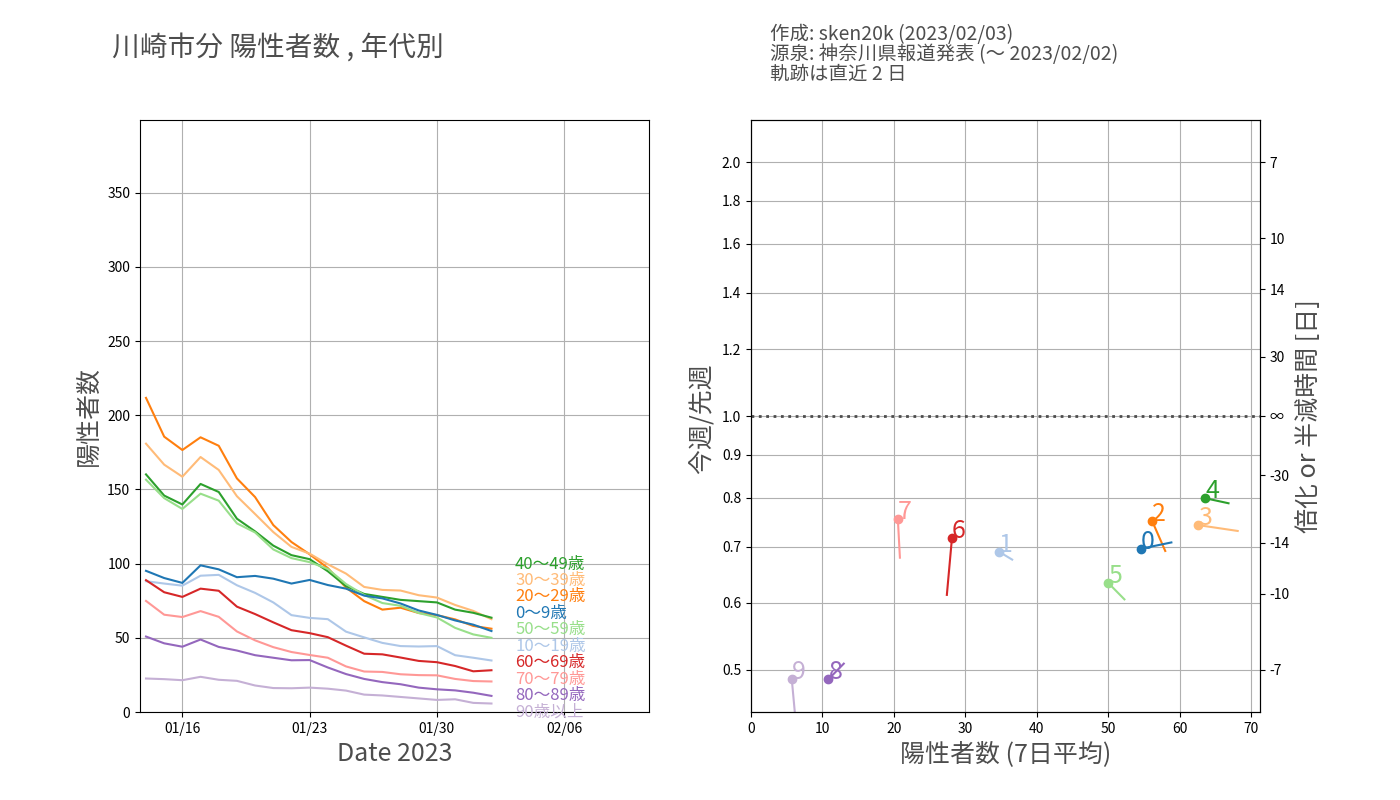 川崎市分 陽性者数 , 年代別
作成: sken20k (2023/02/03)
源泉: 神奈川県報道発表 (〜 2023/02/02)
軌跡は直近 2 日
陽性者数
350
300
250
200
150
100
50
0
01/16
01/23
01/30
02/06
Date 2023
40〜49歳
30〜39歳
20〜29歳
0〜9歳
50〜59歳
10〜19歳
60〜69歳
70〜79歳
80〜89歳
90歳以上
今週/先週
2.0
1.8
1.6
1.4
1.2
1.0
0.9
0.8
0.7
0.6
0.5
4
7
2
3
6
0
1
5
9
8
0
10
20
30
40
50
60
70
陽性者数 (7日平均)
7
10
14
30
∞
-30
-14
-10
-7
倍化 or 半減時間 [日]